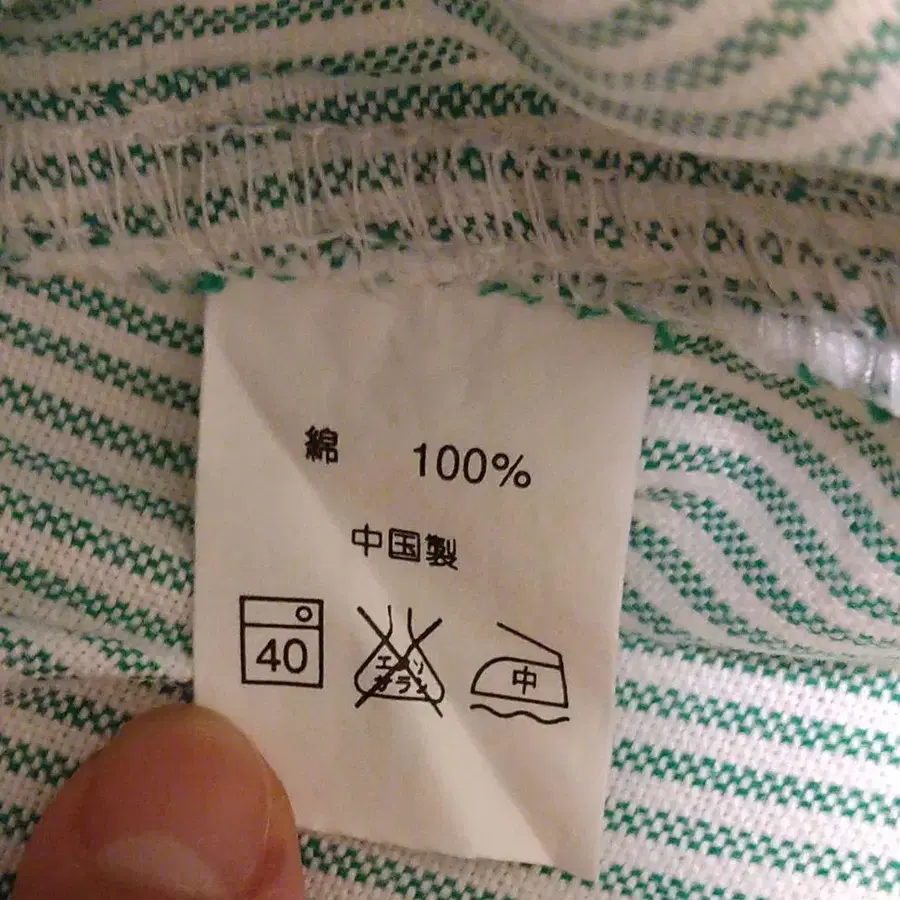 綿 100%
中国製
40 エンソ 中
サラシ